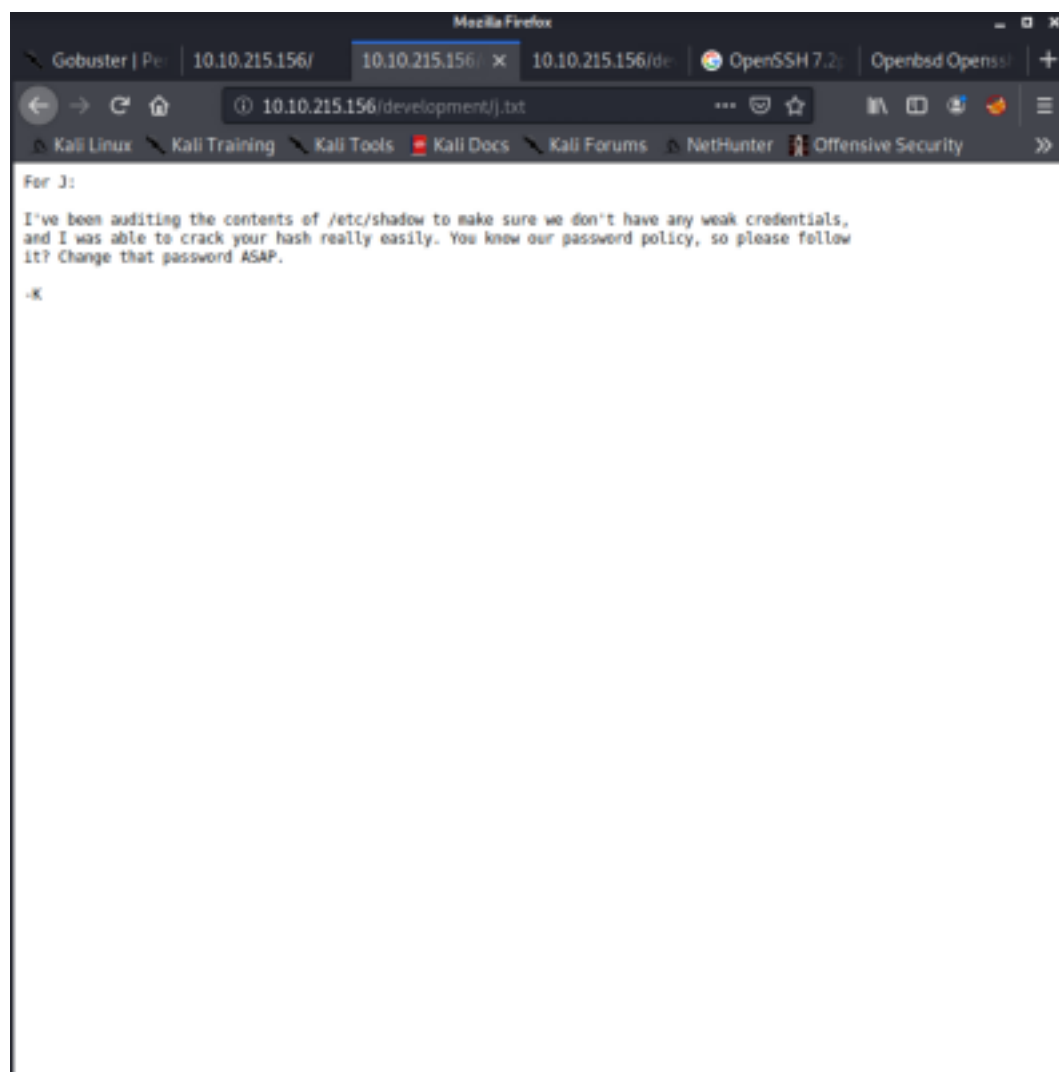 Mozilla Firefox
Gobuster | Pe 10.10.215.156/ 10.10.215.156/ 10.10.215.156/de OpenSSH 7.2p Openbsd Openssh
10.10.215.156/development/j.txt
Kali Linux Kali Training Kali Tools Kali Docs Kali Forums NetHunter Offensive Security
For J:
I've been auditing the contents of /etc/shadow to make sure we don't have any weak credentials,
and I was able to crack your hash really easily. You know our password policy, so please follow
it? Change that password ASAP.
-K